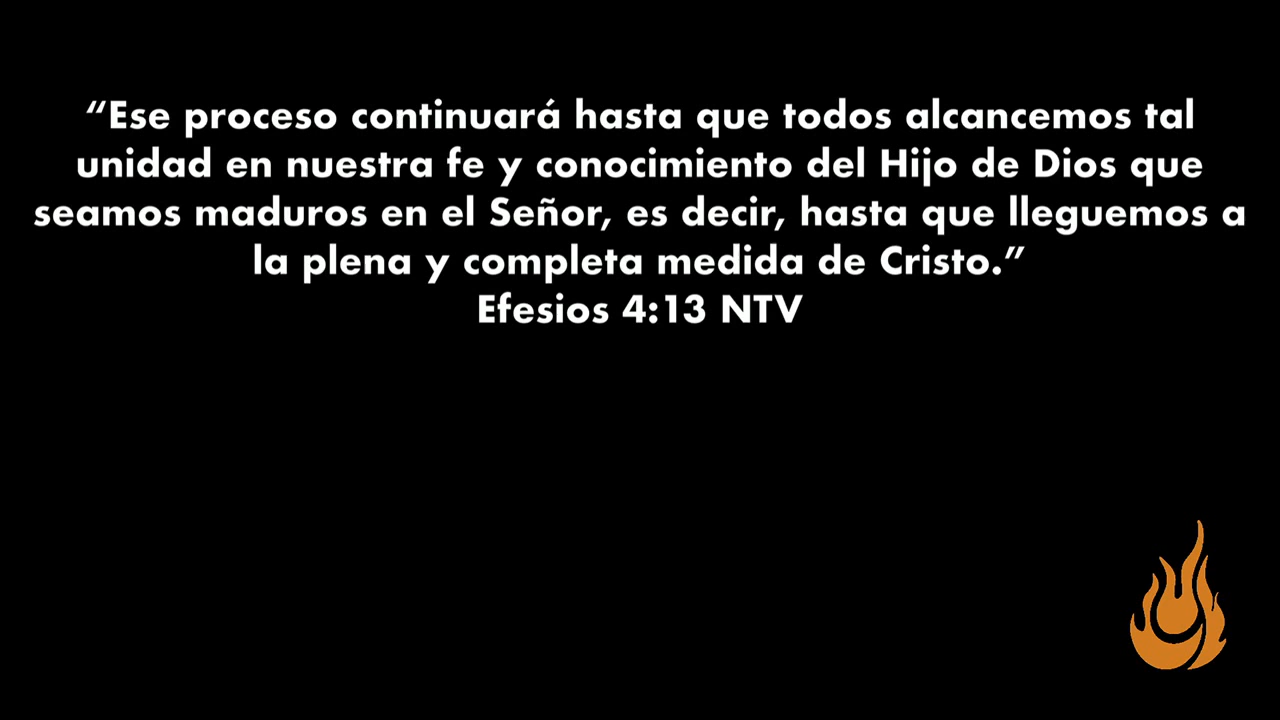 “Ese proceso continuará hasta que todos alcancemos tal
unidad en nuestra fe y conocimiento del Hijo de Dios que
seamos maduros en el Señor, es decir, hasta que lleguemos a
la plena y completa medida de Cristo.”
Efesios 4:13 NTV